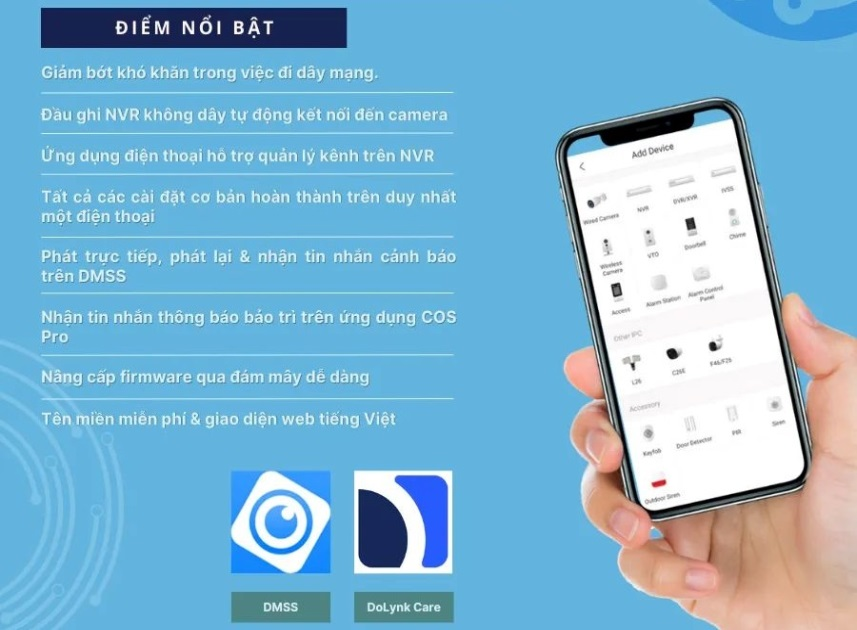 ĐIỂM NỔI BẬT
Giảm bớt khó khăn trong việc đi dây mạng.
Đầu ghi NVR không dây tự động kết nối đến camera
Ứng dụng điện thoại hỗ trợ quản lý kênh trên NVR
Tất cả các cài đặt cơ bản hoàn thành trên duy nhất
một điện thoại
Phát trực tiếp, phát lại & nhận tin nhắn cảnh báo
trên DMSS
Nhận tin nhắn thông báo bảo trì trên ứng dụng COS
Pro
Nâng cấp firmware qua đám mây dễ dàng
Tên miền miễn phí & giao diện web tiếng Việt
DMSS
DoLynk Care
Add Device
Wired Camera
NVR
DVR/XVR
IVSS
Wireless
Camera
VTO
Doorbell
Chime
Access
Alarm Station
Alarm Control
Panel
Other IPC
L26
C26E
F46/F26
Accessory
Keyfob
Door Detector
PIR
Siren
Outdoor Siren